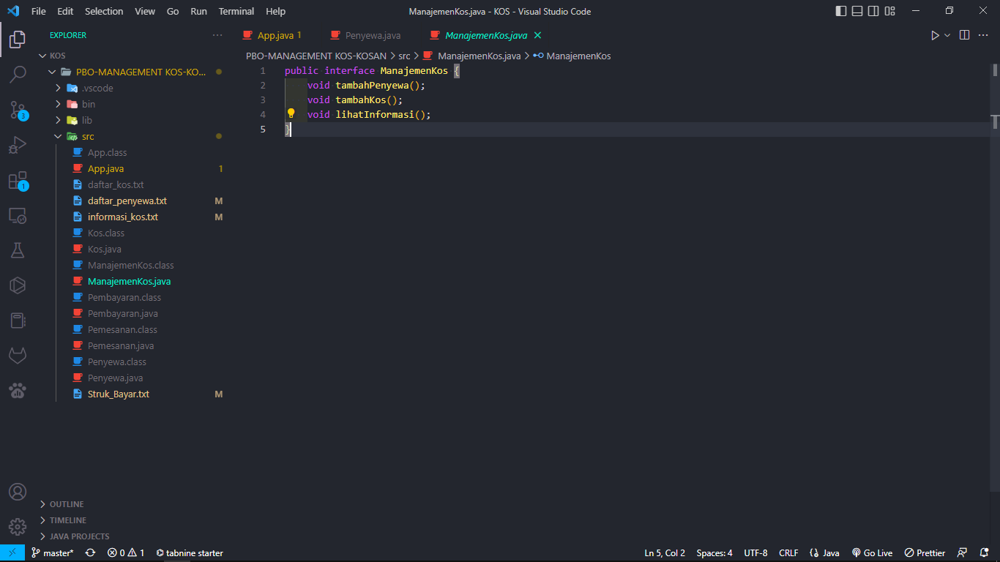 File Edit Selection View Go Run Terminal Help ManajemenKos.java - KOS - Visual Studio Code
EXPLORER
App.java 1 Penyewa.java ManajemenKos.java
KOS
PBO-MANAGEMENT KOS-KOSAN > src > ManajemenKos.java > ManajemenKos
PBO-MANAGEMENT KOS-KO...
.vscode
bin
lib
src
App.class
App.java 1
daftar_kos.txt
daftar_penyewa.txt M
informasi_kos.txt M
Kos.class
Kos.java
ManajemenKos.class
ManajemenKos.java
Pembayaran.class
Pembayaran.java
Pemesanan.class
Pemesanan.java
Penyewa.class
Penyewa.java
Struk_Bayar.txt M
OUTLINE
TIMELINE
JAVA PROJECTS
1 public interface ManajemenKos {
2 void tambahPenyewa();
3 void tambahKos();
4 void lihatInformasi();
5 }
3
1
master* 0 1 tabnine starter Ln 5, Col 2 Spaces: 4 UTF-8 CRLF {} Java Go Live Prettier